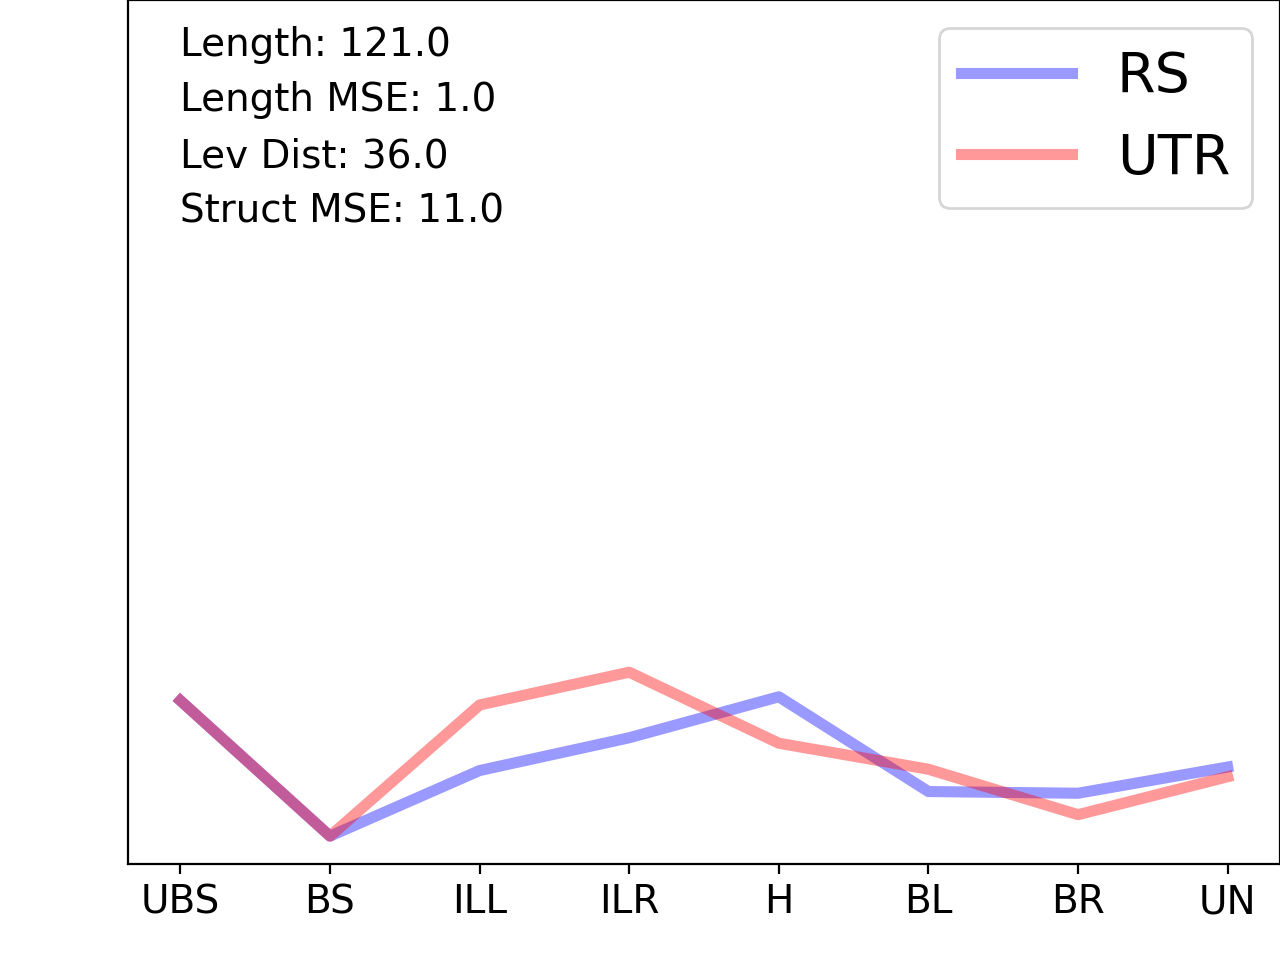 Length: 121.0
Length MSE: 1.0
Lev Dist: 36.0
Struct MSE: 11.0
RS
UTR
UBS BS ILL ILR H BL BR UN